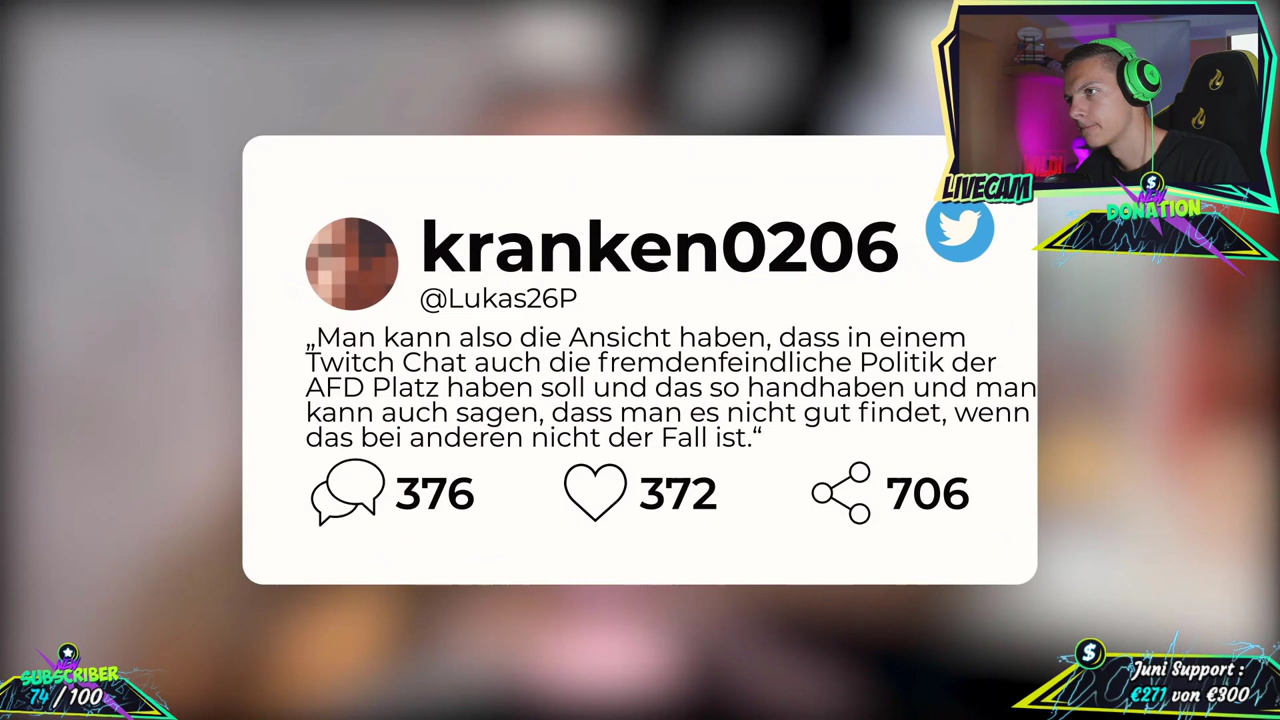 LIVECAM
$
NEW
DONATION
kranken0206
@Lukas26P
„Man kann also die Ansicht haben, dass in einem
Twitch Chat auch die fremdenfeindliche Politik der
AFD Platz haben soll und das so handhaben und man
kann auch sagen, dass man es nicht gut findet, wenn
das bei anderen nicht der Fall ist.“
376
372
706
NEW
SUBSCRIBER
74 / 100
$
Juni Support :
€271 von €300